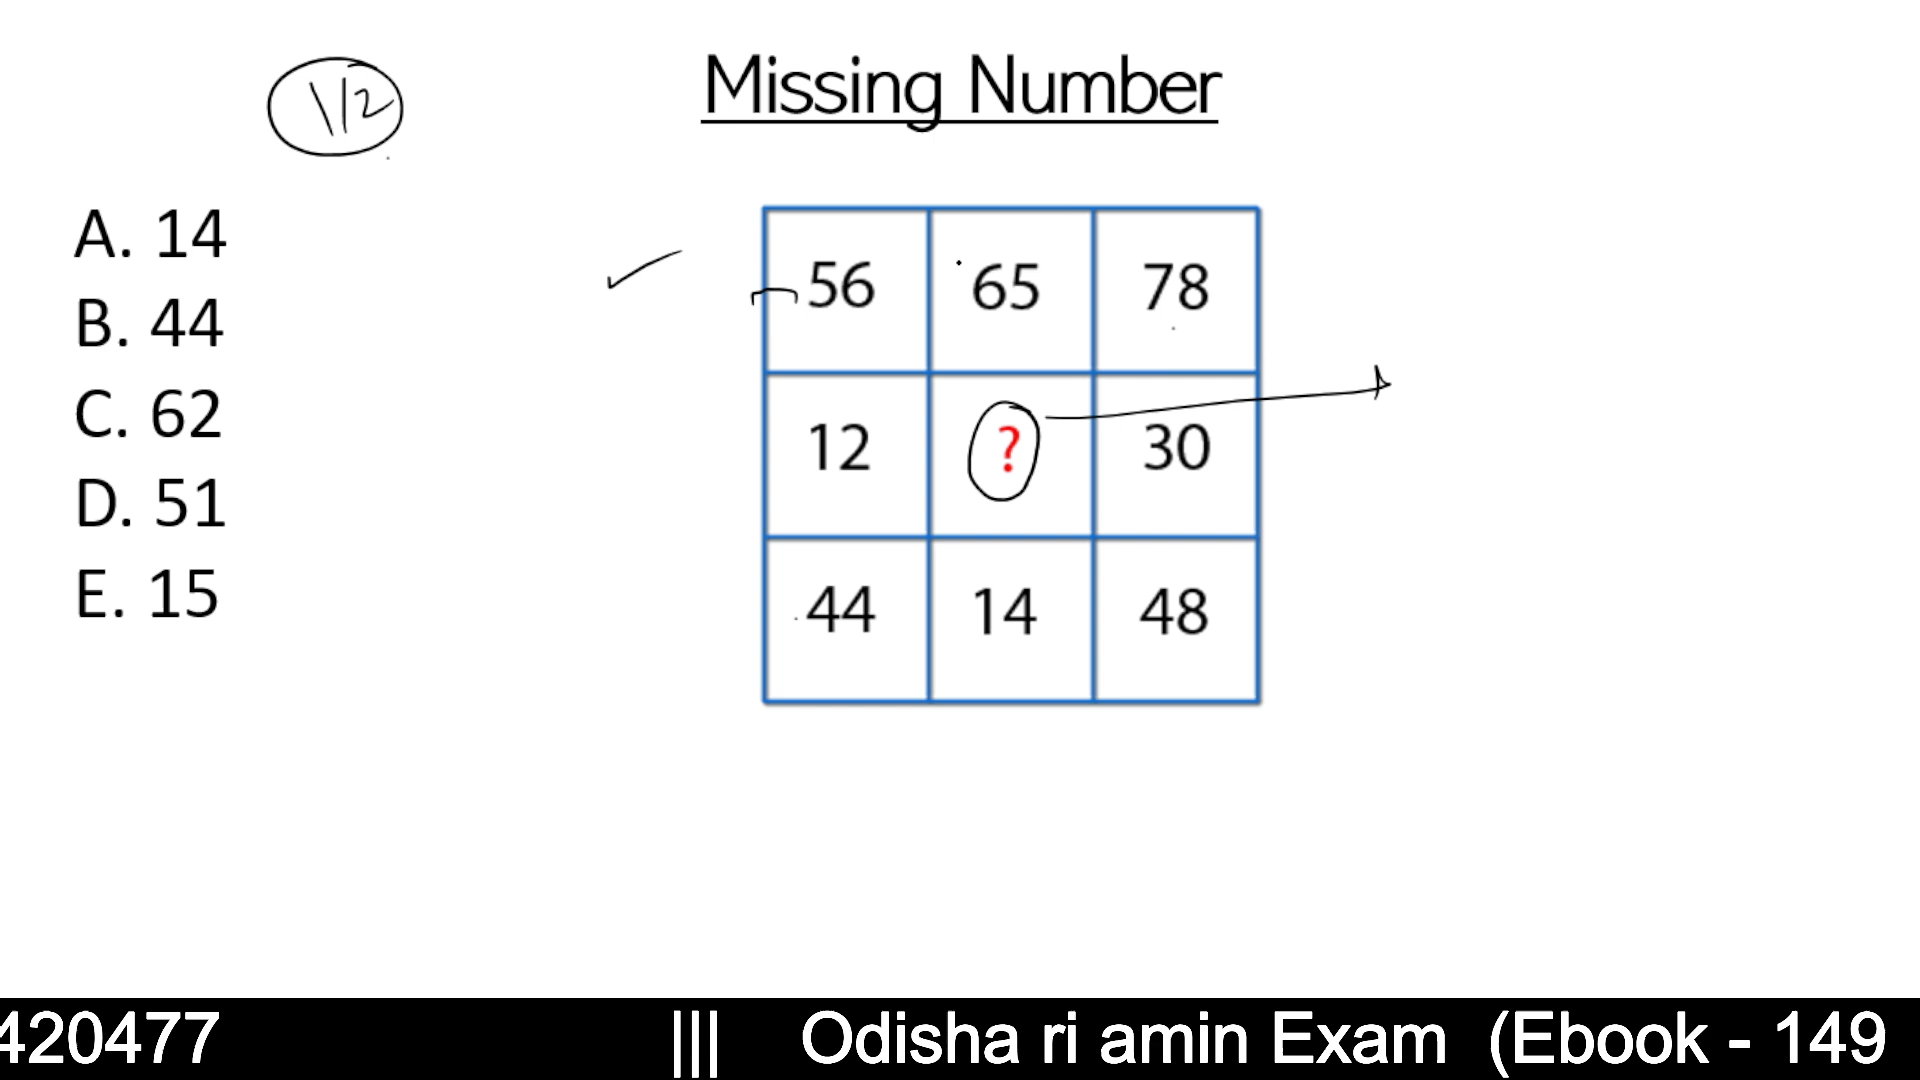 Missing Number
1/2
A. 14
B. 44
C. 62
D. 51
E. 15
56 65 78
12 ? 30
44 14 48
420477 ||| Odisha ri amin Exam (Ebook - 149